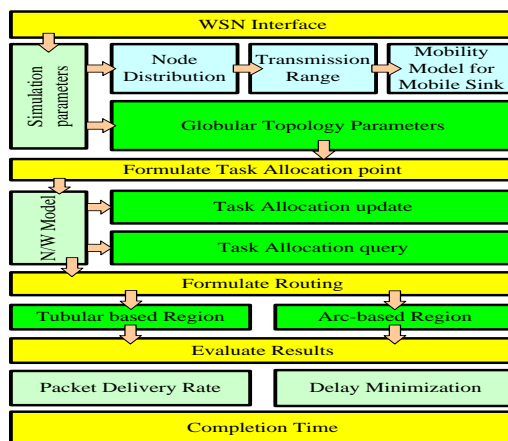 WSN Interface
Simulation
parameters
Node
Distribution
Transmission
Range
Mobility
Model for
Mobile Sink
Globular Topology Parameters
Formulate Task Allocation point
N/W Model
Task Allocation update
Task Allocation query
Formulate Routing
Tubular based Region
Arc-based Region
Evaluate Results
Packet Delivery Rate
Delay Minimization
Completion Time